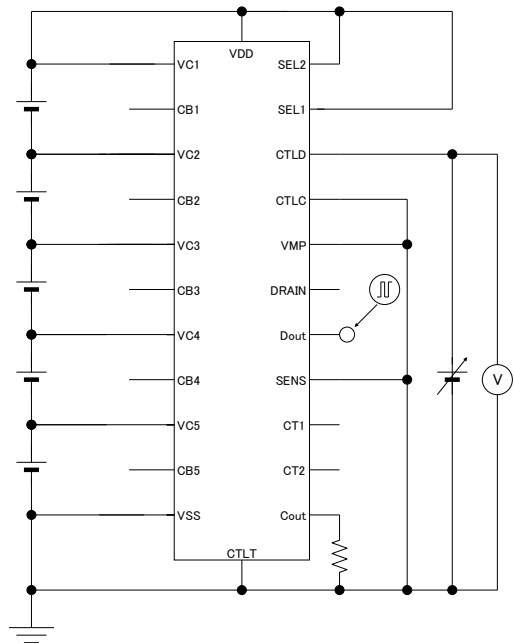 VDD
VC1 SEL2
CB1 SEL1
VC2 CTLD
CB2 CTLC
VC3 VMP
CB3 DRAIN
VC4 Dout
CB4 SENS
V
VC5 CT1
CB5 CT2
VSS Cout
CTLT